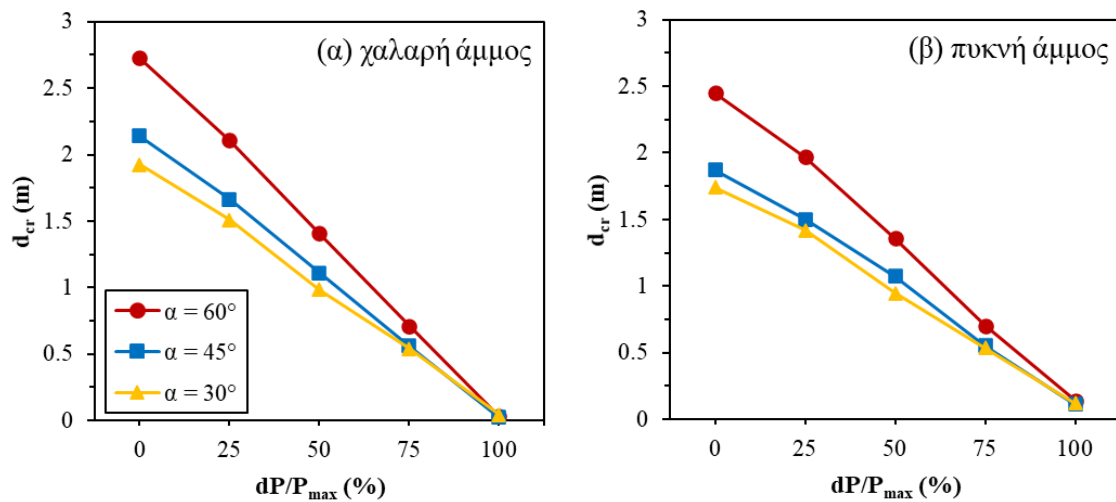 (α) χαλαρή άμμος
3
2.5
2
1.5
1
0.5
0
d_cr (m)
α = 60°
α = 45°
α = 30°
0 25 50 75 100
dP/P_max (%)
(β) πυκνή άμμος
3
2.5
2
1.5
1
0.5
0
d_cr (m)
0 25 50 75 100
dP/P_max (%)